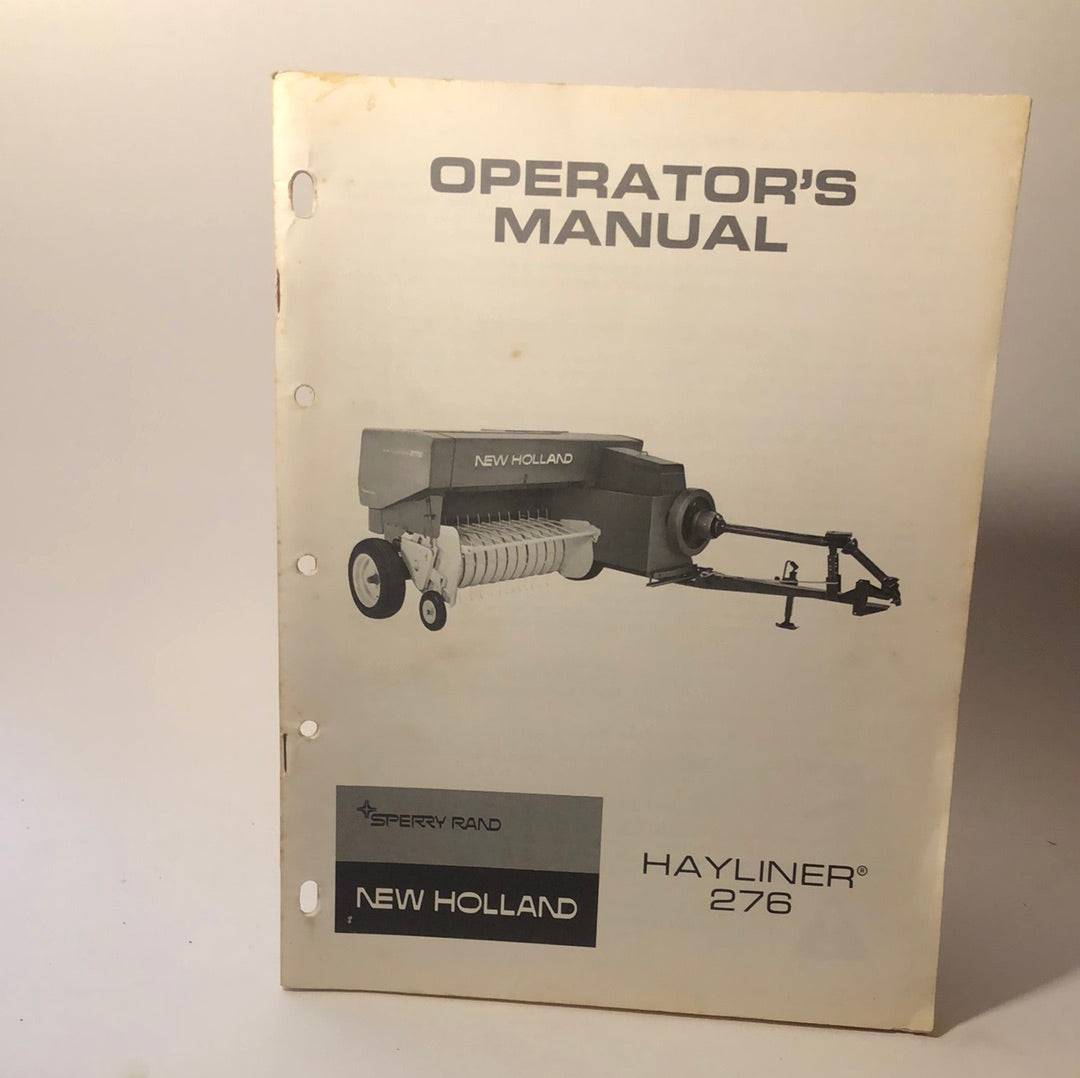 OPERATOR'S
MANUAL
NEW HOLLAND
SPERRY RAND
NEW HOLLAND
HAYLINER®
276